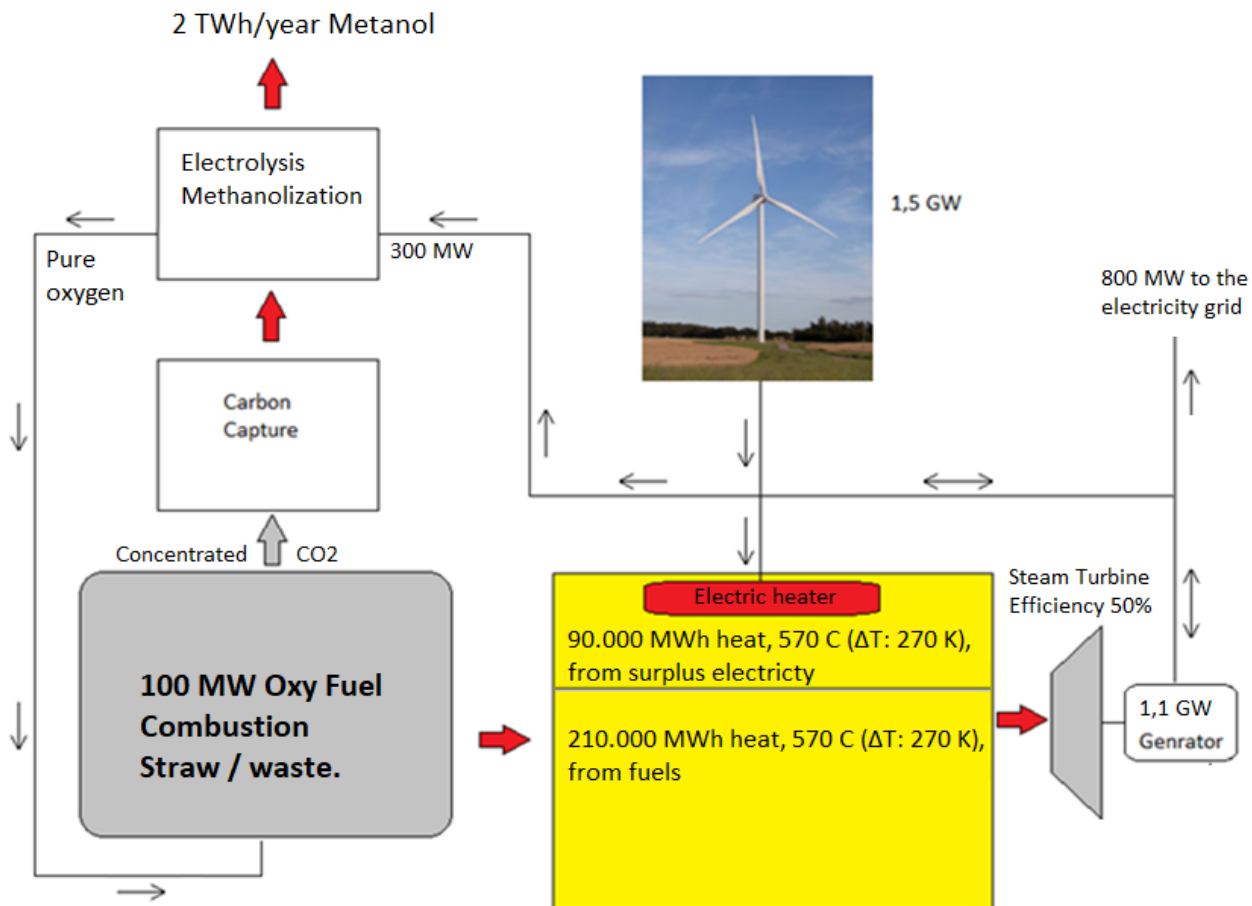 2 TWh/year Metanol
Electrolysis
Methanolization
Pure
oxygen
300 MW
1,5 GW
800 MW to the
electricity grid
Carbon
Capture
Concentrated
CO2
Steam Turbine
Efficiency 50%
Electric heater
90.000 MWh heat, 570 C (ΔT: 270 K),
from surplus electricty
100 MW Oxy Fuel
Combustion
Straw / waste.
210.000 MWh heat, 570 C (ΔT: 270 K),
from fuels
1,1 GW
Genrator